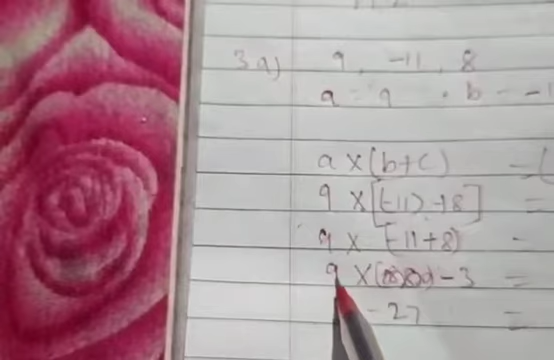 3 a) 9, -11, 8
a = 9 , b = -1
a × (b+c) = (
9 × [(-11) + 8] =
9 × (-11+8) =
9 × -3 =
-27 =